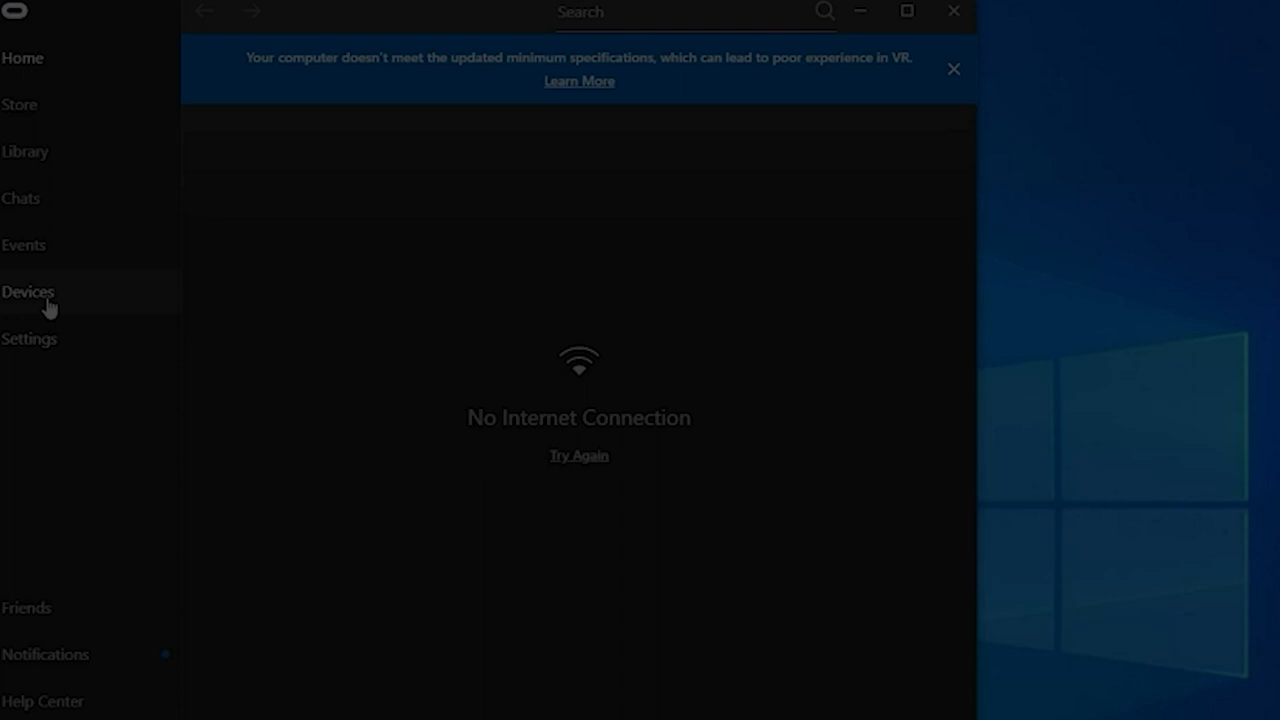 Search
Your computer doesn't meet the updated minimum specifications, which can lead to poor experience in VR.
Learn More
Home
Store
Library
Chats
Events
Devices
Settings
No Internet Connection
Try Again
Friends
Notifications
Help Center